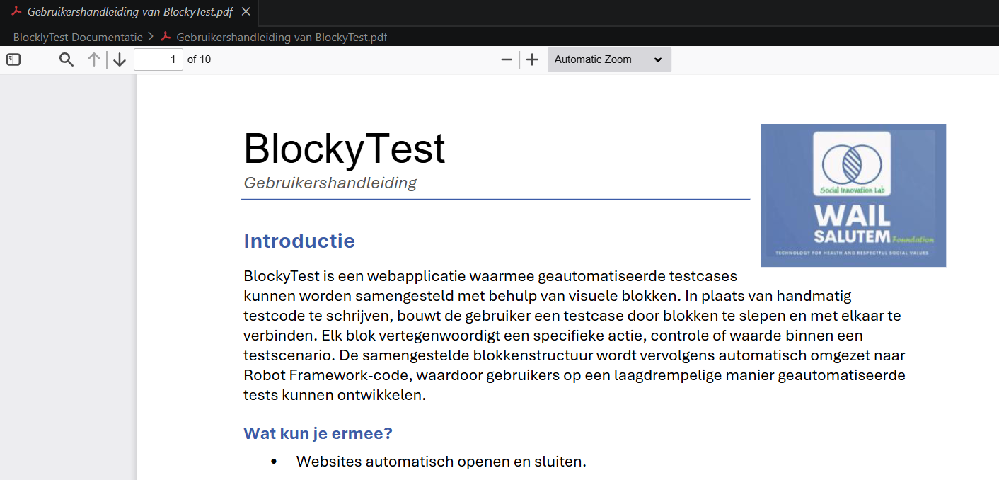 Gebruikershandleiding van BlockyTest.pdf
BlocklyTest Documentatie > Gebruikershandleiding van BlockyTest.pdf
1 of 10 Automatic Zoom
BlockyTest
Gebruikershandleiding
Social Innovation Lab
WAIL
SALUTEM Foundation
TECHNOLOGY FOR HEALTH AND RESPECTFUL SOCIAL VALUES
Introductie
BlockyTest is een webapplicatie waarmee geautomatiseerde testcases
kunnen worden samengesteld met behulp van visuele blokken. In plaats van handmatig
testcode te schrijven, bouwt de gebruiker een testcase door blokken te slepen en met elkaar te
verbinden. Elk blok vertegenwoordigt een specifieke actie, controle of waarde binnen een
testscenario. De samengestelde blokkenstructuur wordt vervolgens automatisch omgezet naar
Robot Framework-code, waardoor gebruikers op een laagdrempelige manier geautomatiseerde
tests kunnen ontwikkelen.
Wat kun je ermee?
• Websites automatisch openen en sluiten.